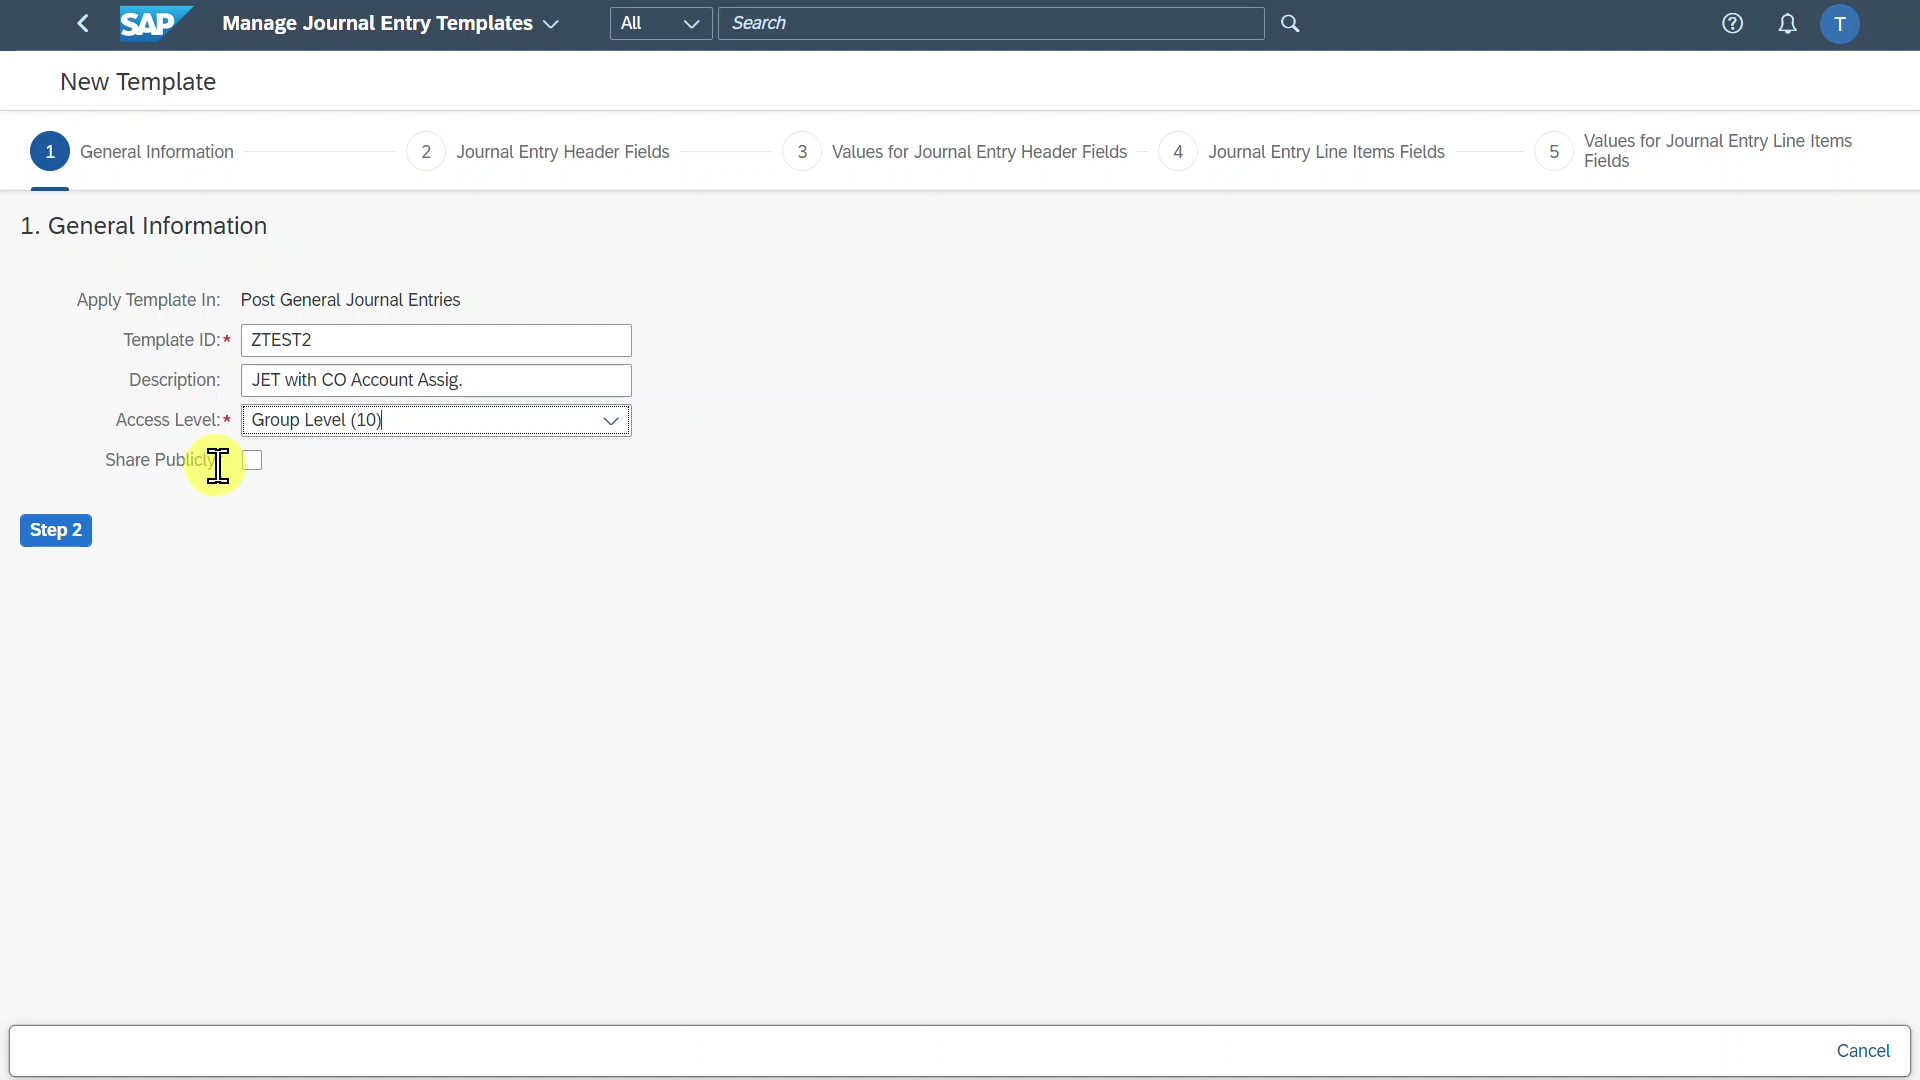 SAP Manage Journal Entry Templates All Search T
New Template
1 General Information 2 Journal Entry Header Fields 3 Values for Journal Entry Header Fields 4 Journal Entry Line Items Fields 5 Values for Journal Entry Line Items Fields
1. General Information
Apply Template In: Post General Journal Entries
Template ID:* ZTEST2
Description: JET with CO Account Assig.
Access Level:* Group Level (10)
Share Publicly
Step 2
Cancel